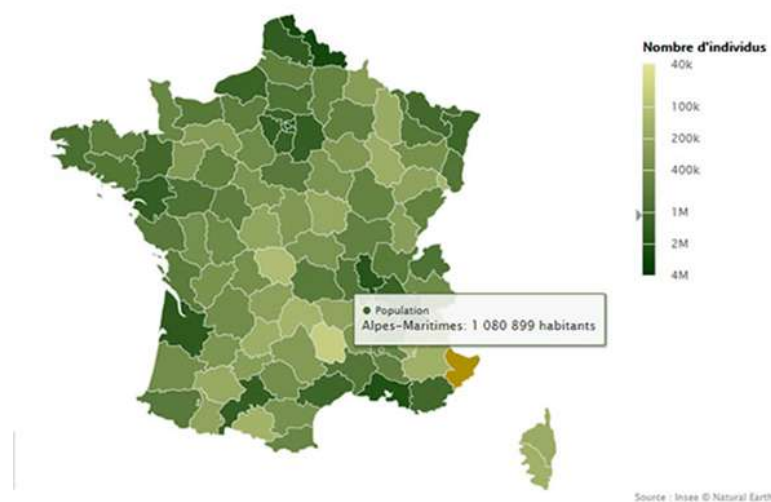 Nombre d'individus
40k
100k
200k
400k
1M
2M
4M
Population
Alpes-Maritimes: 1 080 899 habitants
Source : Insee © Natural Earth